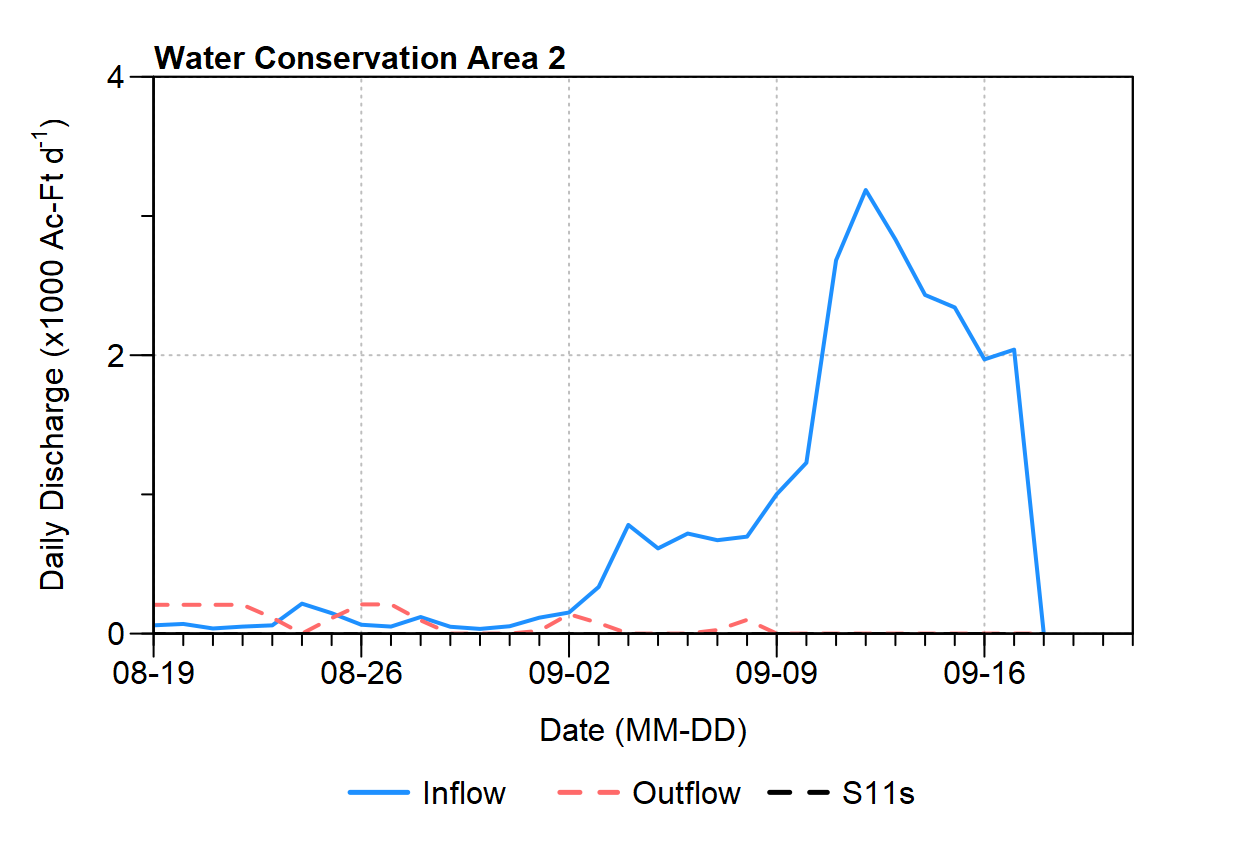 Water Conservation Area 2
Daily Discharge (x1000 Ac-Ft d⁻¹)
4
2
0
08-19 08-26 09-02 09-09 09-16
Date (MM-DD)
Inflow Outflow S11s